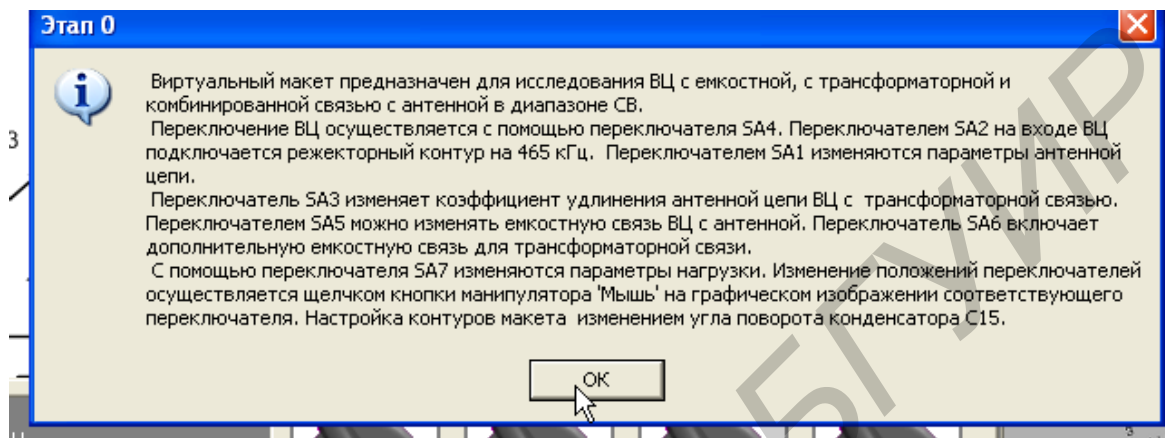 Этап 0
Виртуальный макет предназначен для исследования ВЦ с емкостной, с трансформаторной и
комбинированной связью с антенной в диапазоне СВ.
Переключение ВЦ осуществляется с помощью переключателя SA4. Переключателем SA2 на входе ВЦ
подключается режекторный контур на 465 кГц. Переключателем SA1 изменяются параметры антенной
цепи.
Переключатель SA3 изменяет коэффициент удлинения антенной цепи ВЦ с трансформаторной связью.
Переключателем SA5 можно изменять емкостную связь ВЦ с антенной. Переключатель SA6 включает
дополнительную емкостную связь для трансформаторной связи.
С помощью переключателя SA7 изменяются параметры нагрузки. Изменение положений переключателей
осуществляется щелчком кнопки манипулятора 'Мышь' на графическом изображении соответствующего
переключателя. Настройка контуров макета изменением угла поворота конденсатора C15.
OK
3
БГУИР